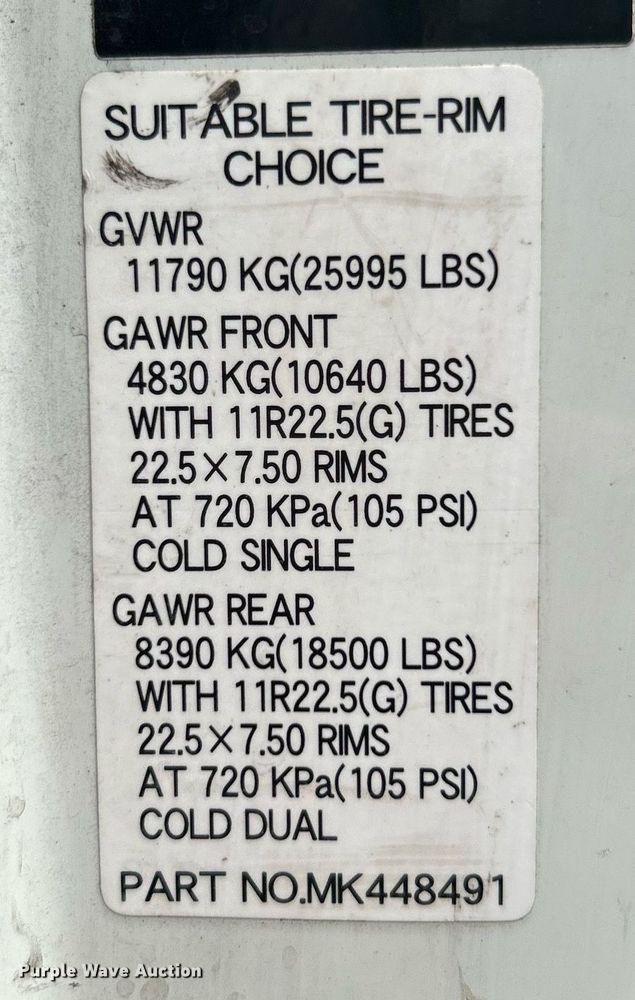 SUITABLE TIRE-RIM
CHOICE
GVWR
11790 KG(25995 LBS)
GAWR FRONT
4830 KG(10640 LBS)
WITH 11R22.5(G) TIRES
22.5×7.50 RIMS
AT 720 KPa(105 PSI)
COLD SINGLE
GAWR REAR
8390 KG(18500 LBS)
WITH 11R22.5(G) TIRES
22.5×7.50 RIMS
AT 720 KPa(105 PSI)
COLD DUAL
PART NO.MK448491
Purple Wave Auction